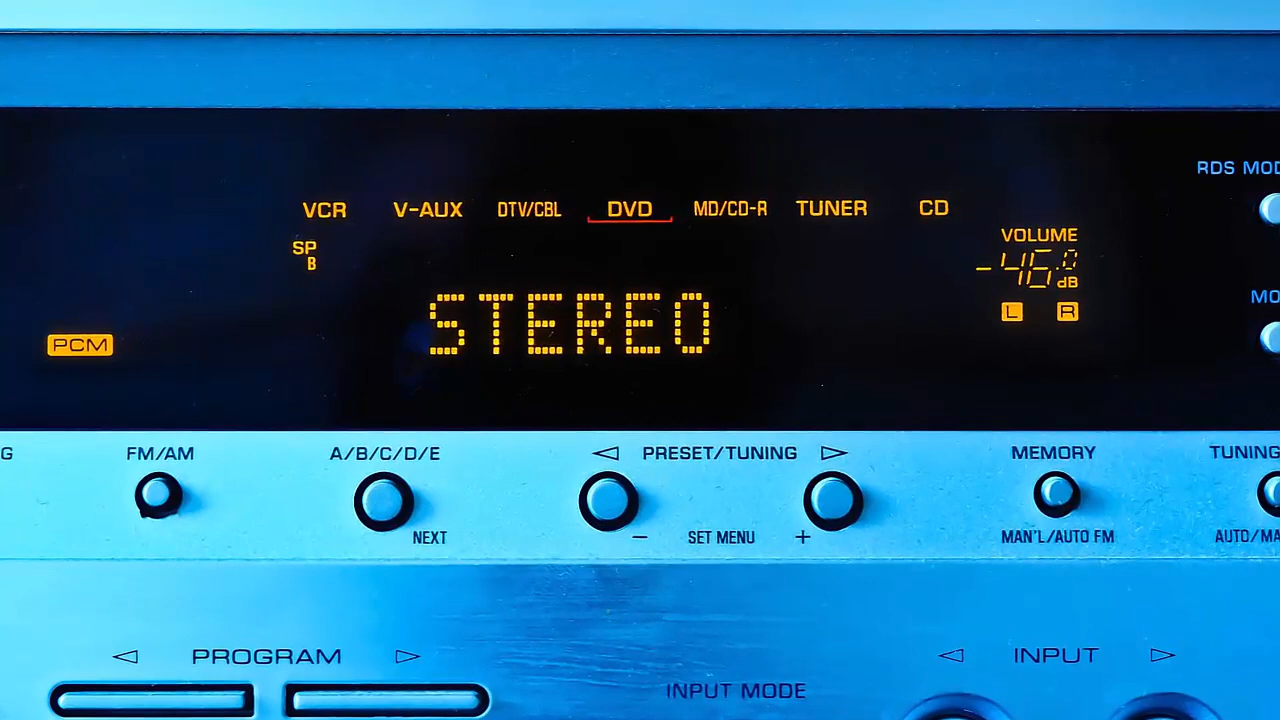 RDS MOD
VCR V-AUX DTV/CBL DVD MD/CD-R TUNER CD
VOLUME
SP
B
-46.0 dB
MO
L R
STEREO
PCM
G FM/AM A/B/C/D/E PRESET/TUNING MEMORY TUNING
NEXT − SET MENU + MAN'L/AUTO FM AUTO/MA
PROGRAM INPUT
INPUT MODE